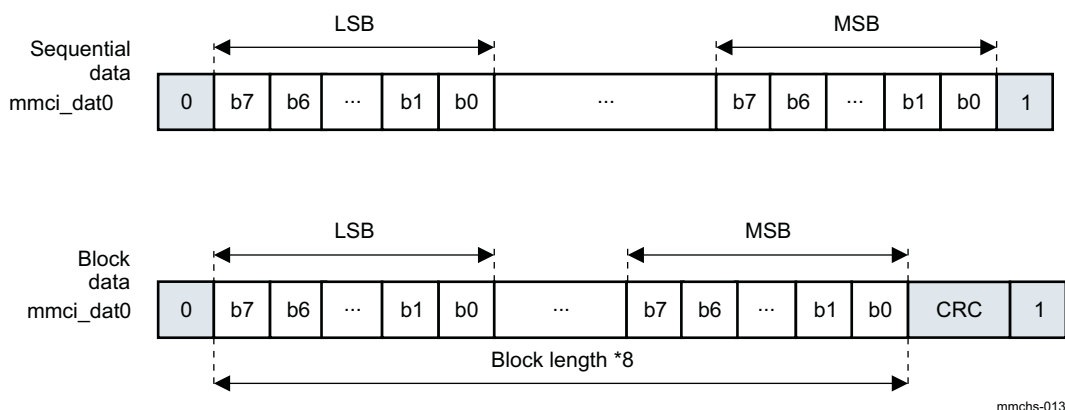 LSB MSB
Sequential
data
mmci_dat0 0 b7 b6 ... b1 b0 ... b7 b6 ... b1 b0 1
LSB MSB
Block
data
mmci_dat0 0 b7 b6 ... b1 b0 ... b7 b6 ... b1 b0 CRC 1
Block length *8
mmchs-013